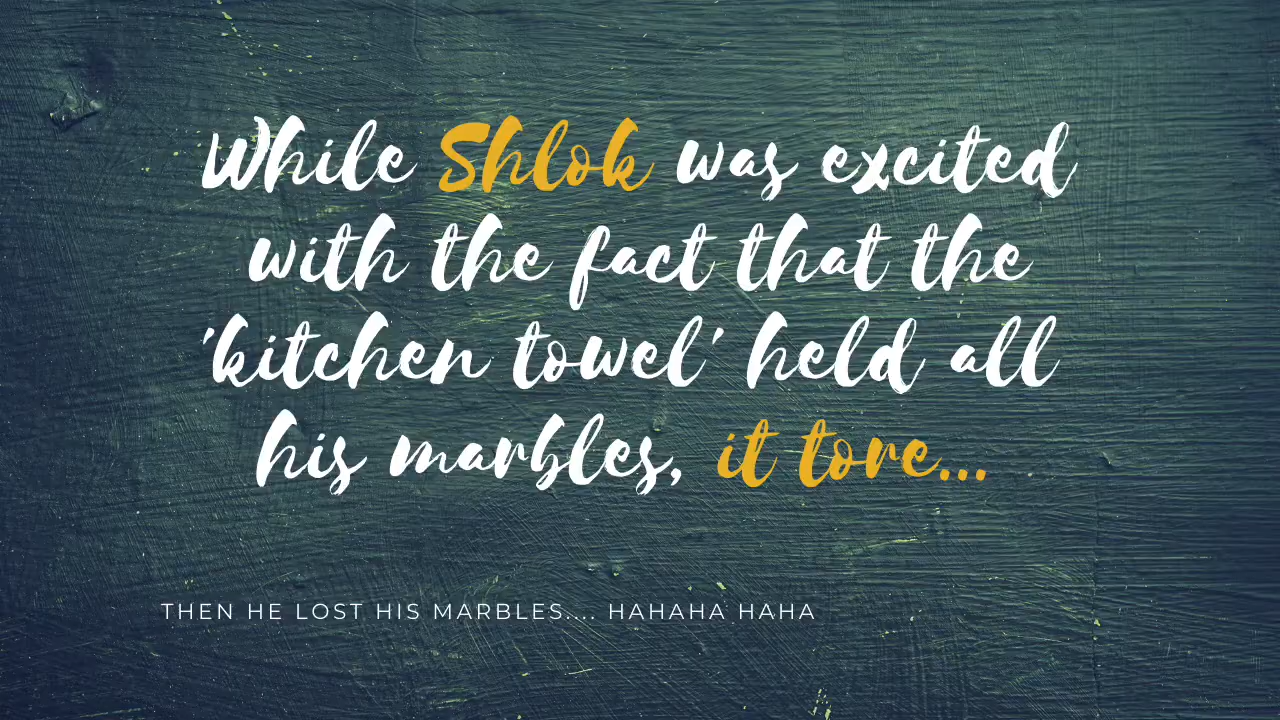 While Shlok was excited
with the fact that the
'kitchen towel' held all
his marbles, it tore...
THEN HE LOST HIS MARBLES.... HAHAHA HAHA